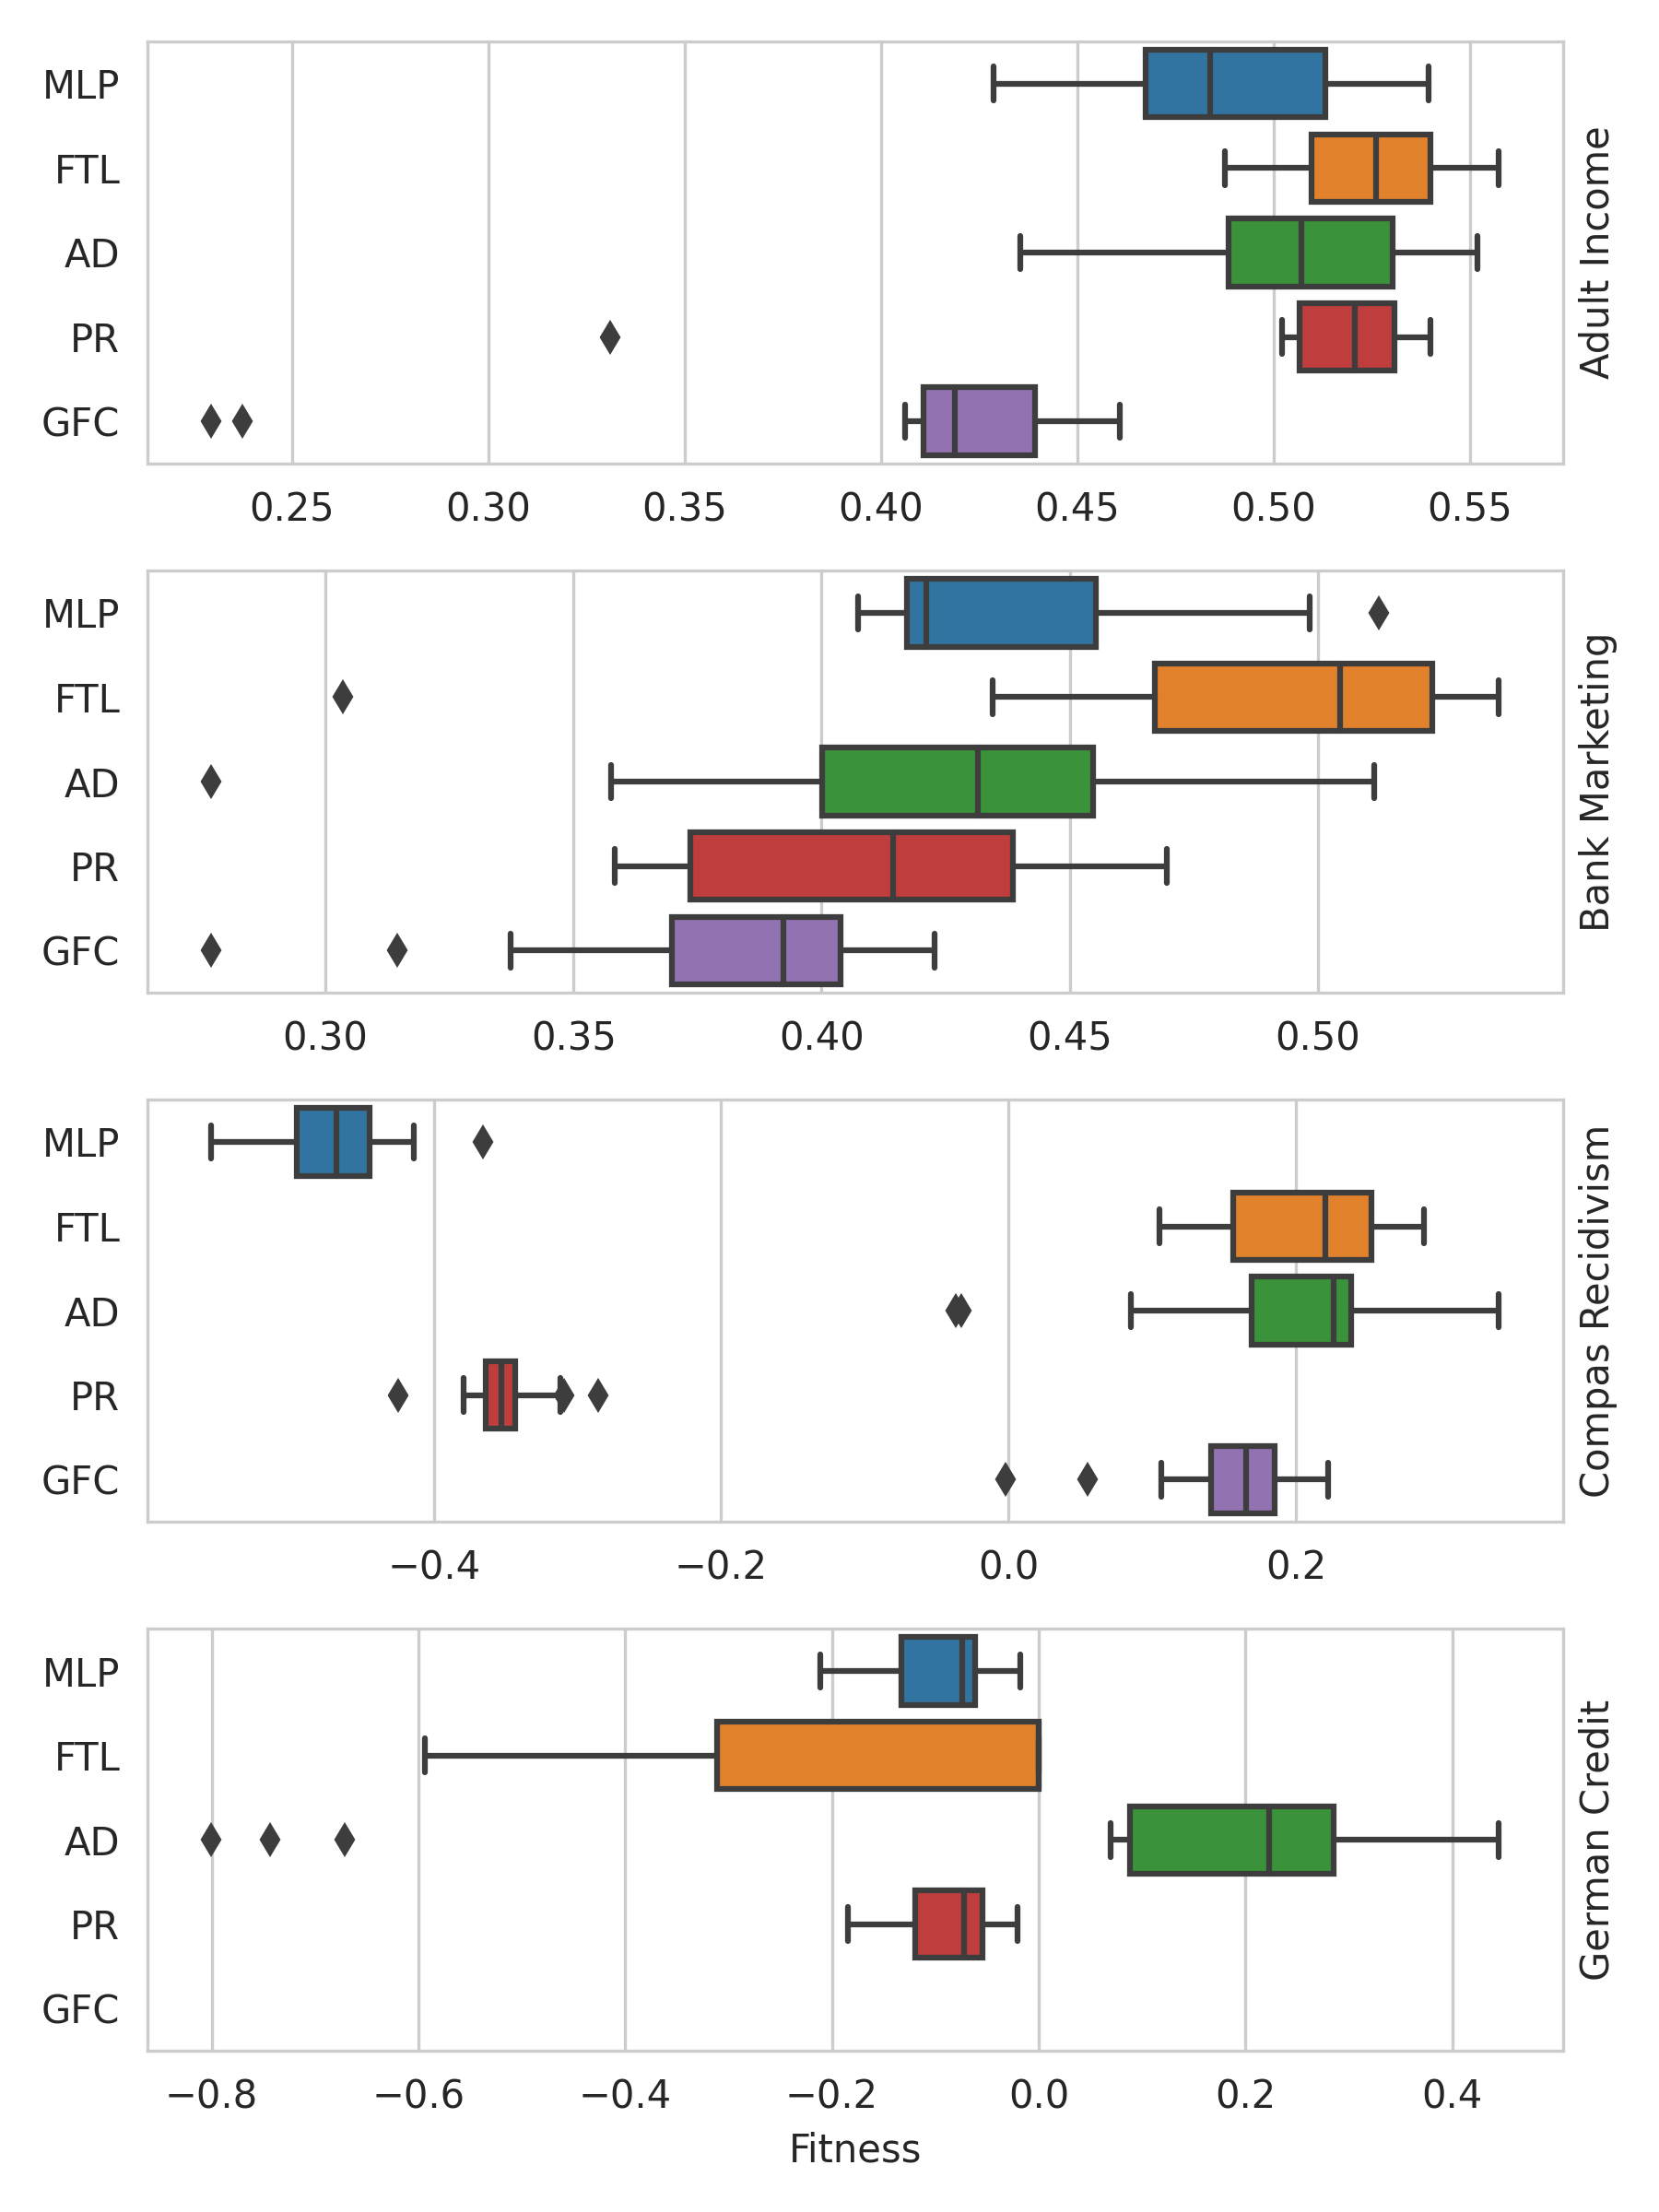 MLP
FTL
AD
PR
GFC
Adult Income
0.25 0.30 0.35 0.40 0.45 0.50 0.55
MLP
FTL
AD
PR
GFC
Bank Marketing
0.30 0.35 0.40 0.45 0.50
MLP
FTL
AD
PR
GFC
Compas Recidivism
−0.4 −0.2 0.0 0.2
MLP
FTL
AD
PR
GFC
German Credit
−0.8 −0.6 −0.4 −0.2 0.0 0.2 0.4
Fitness